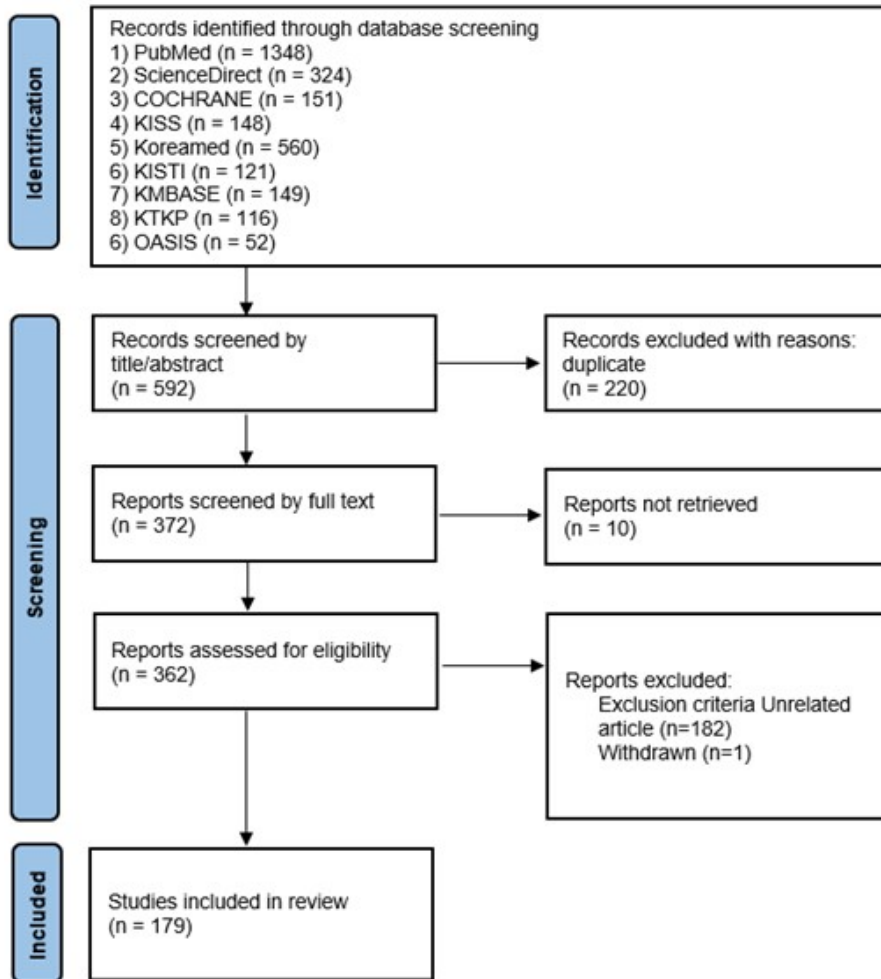 Identification
Records identified through database screening
1) PubMed (n = 1348)
2) ScienceDirect (n = 324)
3) COCHRANE (n = 151)
4) KISS (n = 148)
5) Koreamed (n = 560)
6) KISTI (n = 121)
7) KMBASE (n = 149)
8) KTKP (n = 116)
6) OASIS (n = 52)
Screening
Records screened by
title/abstract
(n = 592)
Records excluded with reasons:
duplicate
(n = 220)
Reports screened by full text
(n = 372)
Reports not retrieved
(n = 10)
Reports assessed for eligibility
(n = 362)
Reports excluded:
Exclusion criteria Unrelated
article (n=182)
Withdrawn (n=1)
Included
Studies included in review
(n = 179)